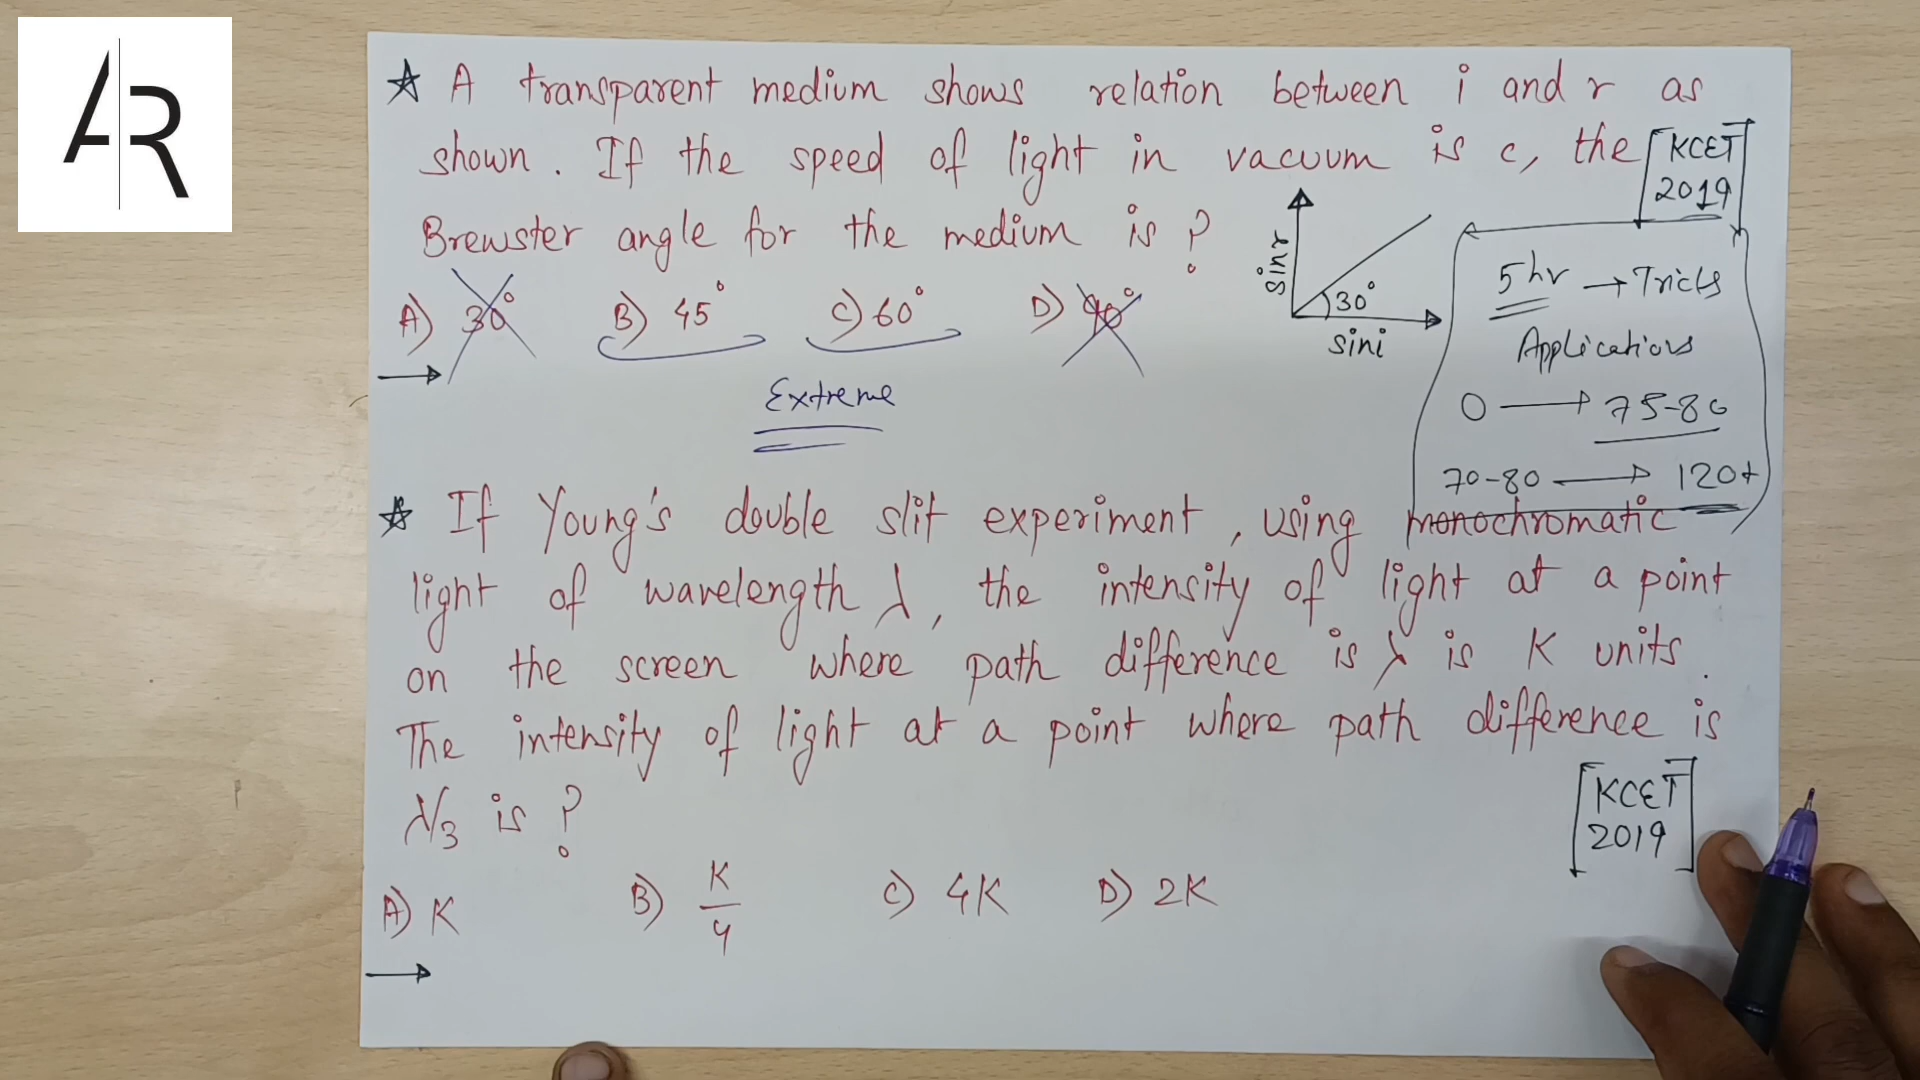 AR
☆ A transparent medium shows relation between i and r as
shown. If the speed of light in vacuum is c, the
[KCET
2019]
Brewster angle for the medium is ?
A) 30° B) 45° C) 60° D) 90°
sinr
30°
sini
Extreme
5hr → Tricks
Applications
0 → 75-80
70-80 → 120+
☆ If Young's double slit experiment, using monochromatic
light of wavelength λ, the intensity of light at a point
on the screen where path difference is λ is K units.
The intensity of light at a point where path difference is
λ/3 is ?
[KCET
2019]
A) K B) K/4 C) 4K D) 2K